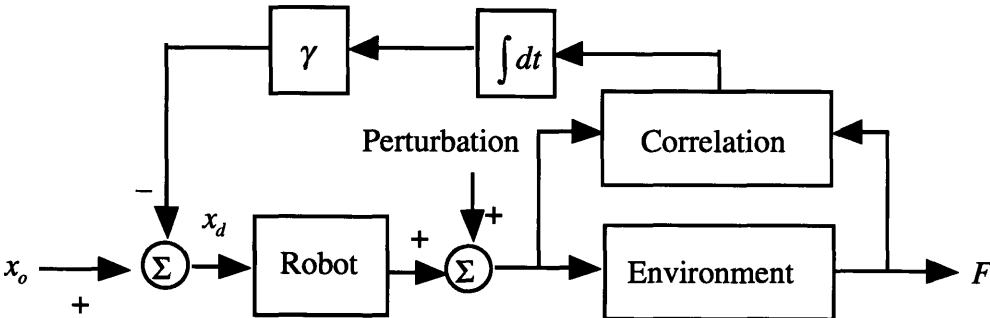 γ
∫ dt
Perturbation
Correlation
−
+
x_d
+
x_o
Σ
Robot
Σ
Environment
F
+